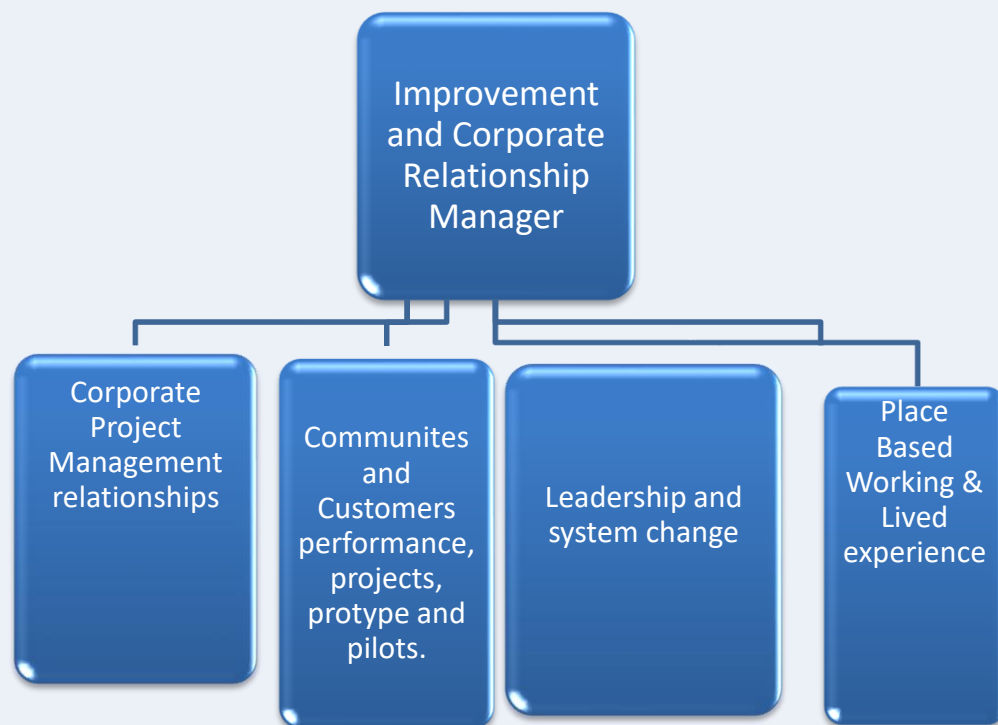 Improvement
and Corporate
Relationship
Manager
Corporate
Project
Management
relationships
Communites
and
Customers
performance,
projects,
protype and
pilots.
Leadership and
system change
Place
Based
Working &
Lived
experience